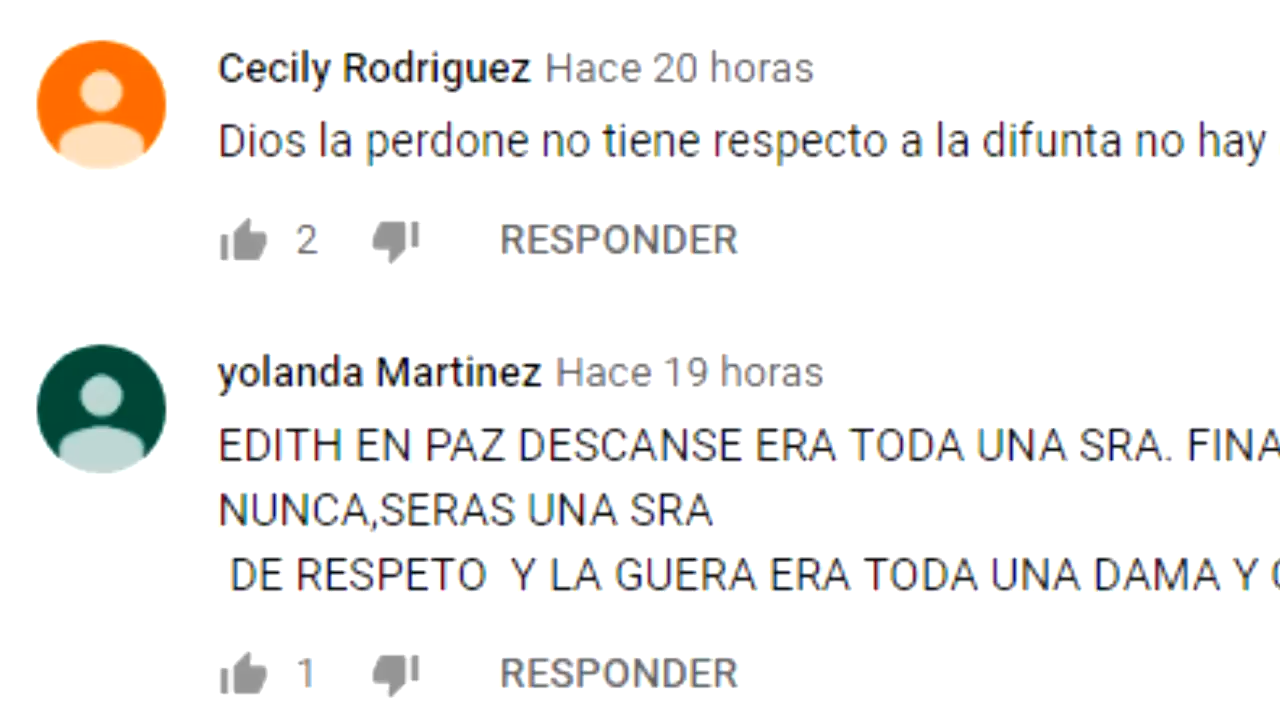 Cecily Rodriguez Hace 20 horas
Dios la perdone no tiene respecto a la difunta no hay
2 RESPONDER
yolanda Martinez Hace 19 horas
EDITH EN PAZ DESCANSE ERA TODA UNA SRA. FINA
NUNCA,SERAS UNA SRA
DE RESPETO Y LA GUERA ERA TODA UNA DAMA Y
1 RESPONDER